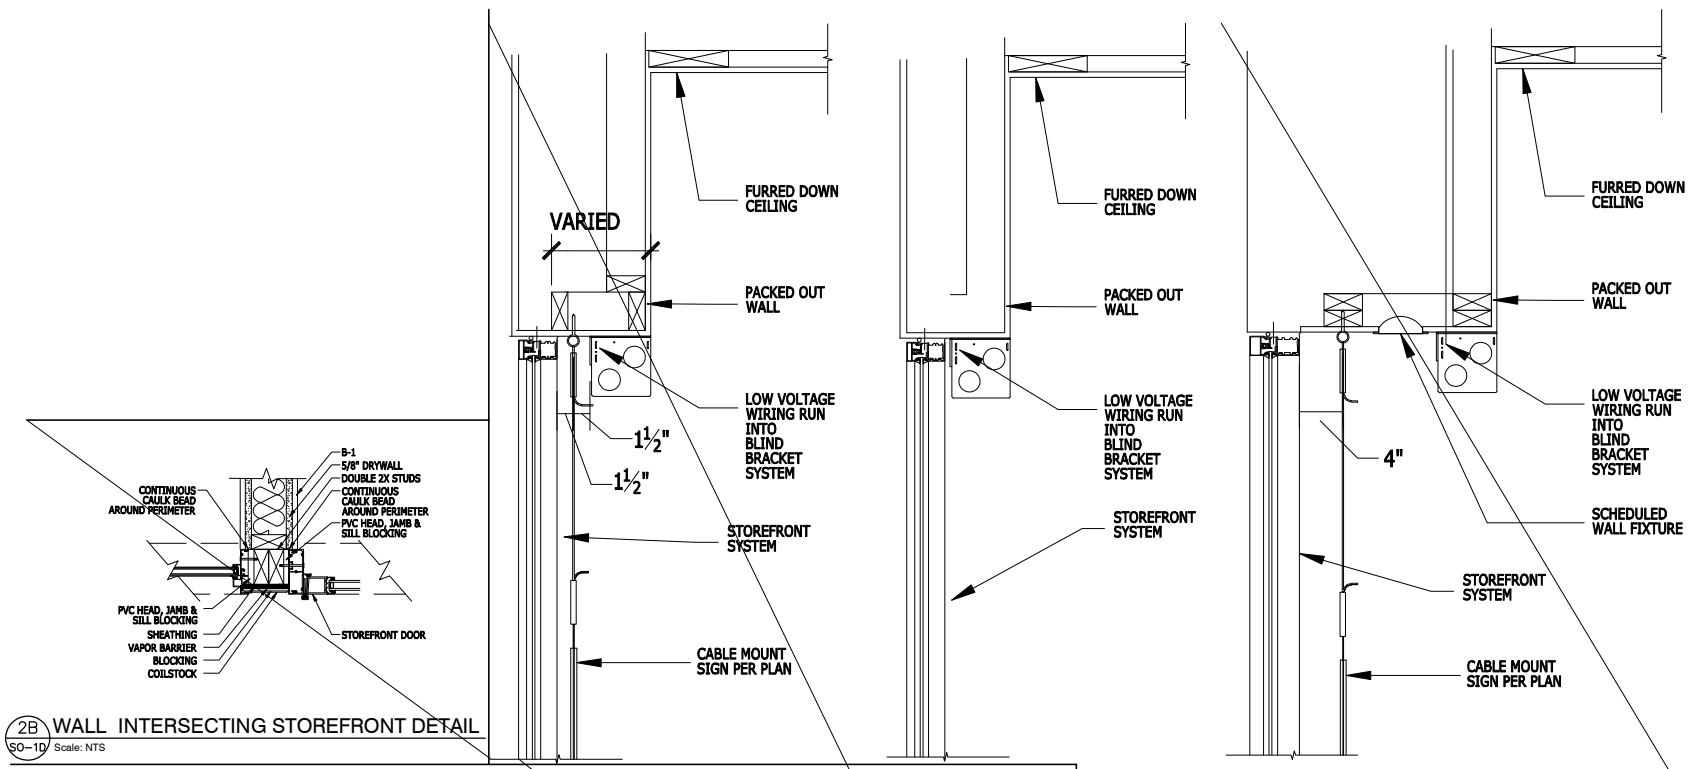 B-1
5/8" DRYWALL
DOUBLE 2X STUDS
CONTINUOUS
CAULK BEAD
AROUND PERIMETER
PVC HEAD, JAMB &
SILL BLOCKING
CONTINUOUS
CAULK BEAD
AROUND PERIMETER
PVC HEAD, JAMB &
SILL BLOCKING
SHEATHING
VAPOR BARRIER
BLOCKING
COILSTOCK
STOREFRONT DOOR
2B
SO-1D
WALL INTERSECTING STOREFRONT DETAIL
Scale: NTS
FURRED DOWN
CEILING
VARIED
PACKED OUT
WALL
LOW VOLTAGE
WIRING RUN
INTO
BLIND
BRACKET
SYSTEM
1 1/2"
1 1/2"
STOREFRONT
SYSTEM
CABLE MOUNT
SIGN PER PLAN
FURRED DOWN
CEILING
PACKED OUT
WALL
LOW VOLTAGE
WIRING RUN
INTO
BLIND
BRACKET
SYSTEM
STOREFRONT
SYSTEM
FURRED DOWN
CEILING
PACKED OUT
WALL
LOW VOLTAGE
WIRING RUN
INTO
BLIND
BRACKET
SYSTEM
4"
SCHEDULED
WALL FIXTURE
STOREFRONT
SYSTEM
CABLE MOUNT
SIGN PER PLAN